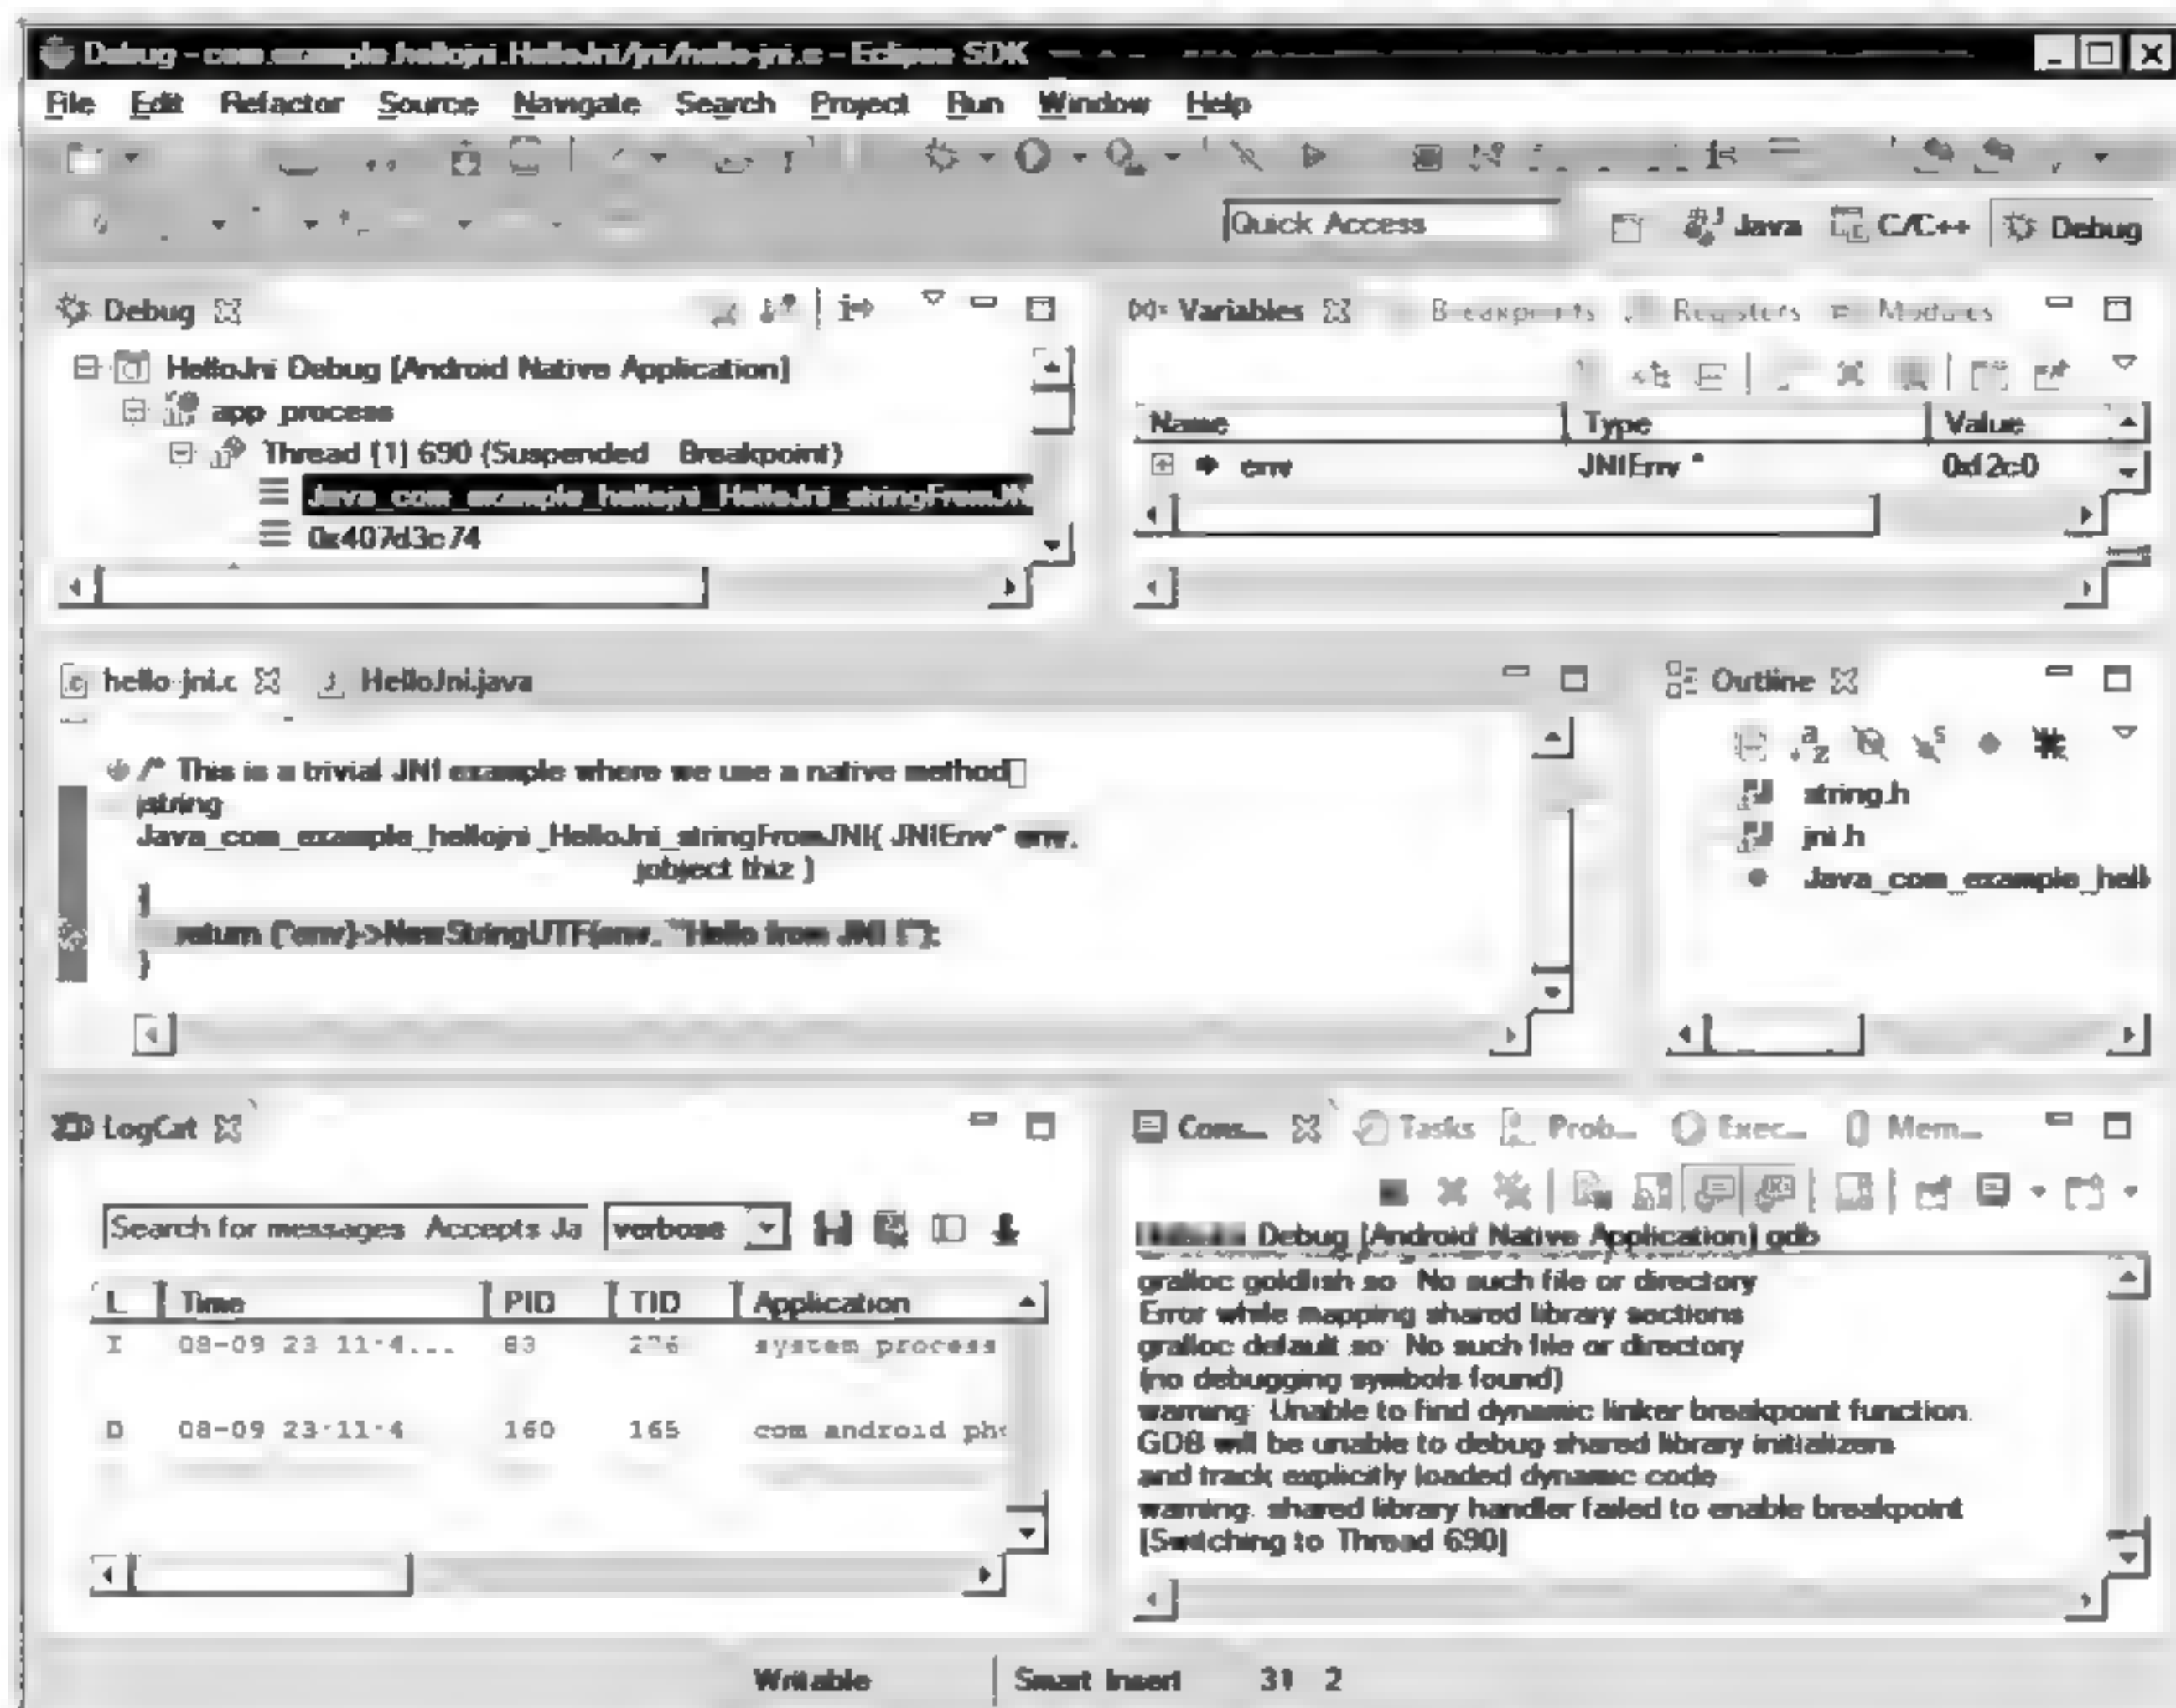 Debug - com.example.hellojni.HelloJni/jni/hello-jni.c - Eclipse SDK
File Edit Refactor Source Navigate Search Project Run Window Help
Quick Access Java C/C++ Debug
Debug
HelloJni Debug [Android Native Application]
app process
Thread [1] 690 (Suspended Breakpoint)
Java_com_example_hellojni_HelloJni_stringFromJN
0x407d3c74
(x)= Variables Breakpoints Registers Modules
Name Type Value
env JNIEnv * 0xf2c0
hello-jni.c HelloJni.java
/* This is a trivial JNI example where we use a native method
jstring
Java_com_example_hellojni_HelloJni_stringFromJNI( JNIEnv* env,
jobject thiz )
{
return (*env)->NewStringUTF(env, "Hello from JNI !");
}
Outline
string.h
jni.h
Java_com_example_hell
LogCat
Search for messages Accepts Ja verbose
L Time PID TID Application
I 08-09 23 11:4... 83 system process
D 08-09 23:11:4 160 165 com android pho
Cons... Tasks Prob... Exec... Mem...
Debug [Android Native Application] gdb
gralloc goldfish so No such file or directory
Error while mapping shared library sections
gralloc default so: No such file or directory
(no debugging symbols found)
warning: Unable to find dynamic linker breakpoint function.
GDB will be unable to debug shared library initializers
and track explicitly loaded dynamic code
warning: shared library handler failed to enable breakpoint
[Switching to Thread 690]
Writable Smart Insert 31 2